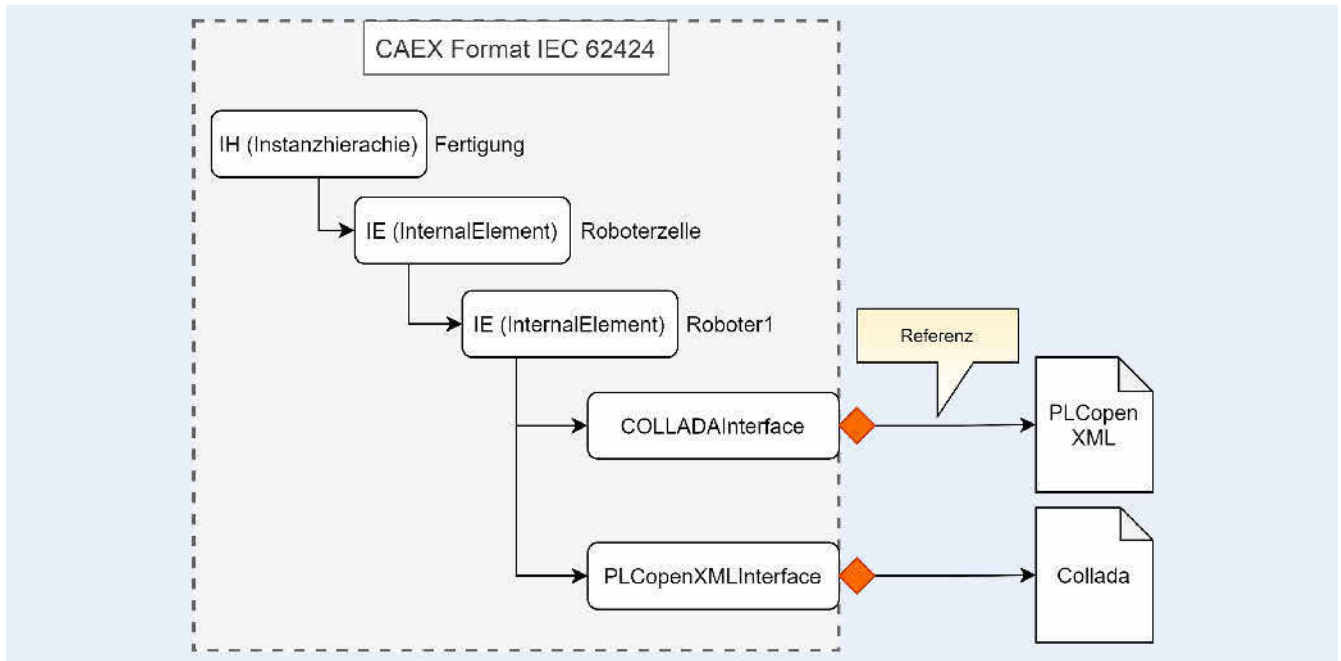 CAEX Format IEC 62424
IH (Instanzhierachie) Fertigung
IE (InternalElement) Roboterzelle
IE (InternalElement) Roboter1
Referenz
COLLADAInterface
PLCopen
XML
PLCopenXMLInterface
Collada